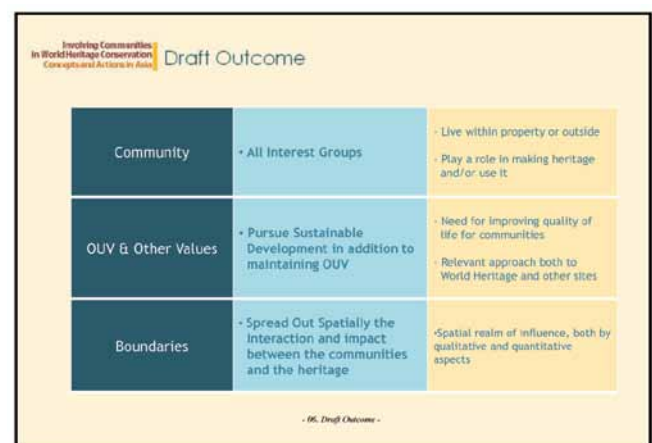 Involving Communities
in World Heritage Conservation
Concepts and Actions in Asia
Draft Outcome
Community
• All Interest Groups
· Live within property or outside
· Play a role in making heritage
and/or use it
OUV & Other Values
• Pursue Sustainable
Development in addition to
maintaining OUV
· Need for improving quality of
life for communities
· Relevant approach both to
World Heritage and other sites
Boundaries
• Spread Out Spatially the
Interaction and impact
between the communities
and the heritage
•Spatial realm of influence, both by
qualitative and quantitative
aspects
- 06. Draft Outcome -